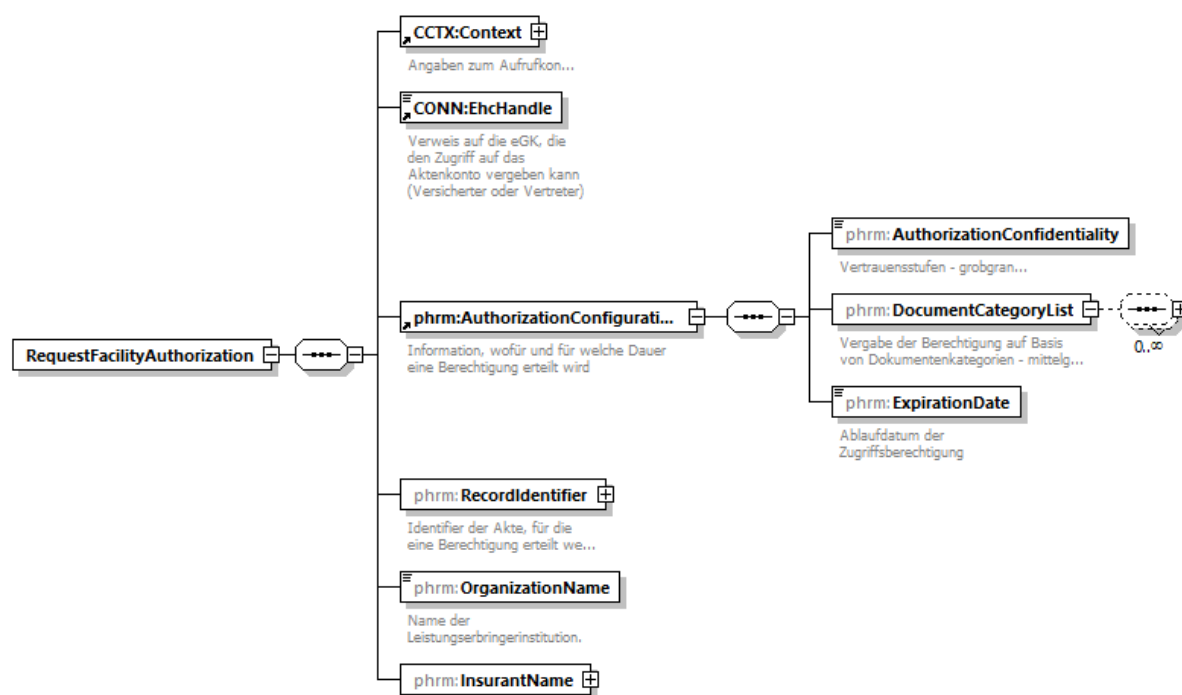 CCTX:Context
Angaben zum Aufrufkon...
CONN:EhcHandle
Verweis auf die eGK, die
den Zugriff auf das
Aktenkonto vergeben kann
(Versicherter oder Vertreter)
phrm:AuthorizationConfidentiality
Vertrauensstufen - grobgran...
phrm:AuthorizationConfigurati...
phrm:DocumentCategoryList
0..∞
Information, wofür und für welche Dauer
eine Berechtigung erteilt wird
Vergabe der Berechtigung auf Basis
von Dokumentenkategorien - mittelg...
RequestFacilityAuthorization
phrm:ExpirationDate
Ablaufdatum der
Zugriffsberechtigung
phrm:RecordIdentifier
Identifier der Akte, für die
eine Berechtigung erteilt we...
phrm:OrganizationName
Name der
Leistungserbringerinstitution.
phrm:InsurantName